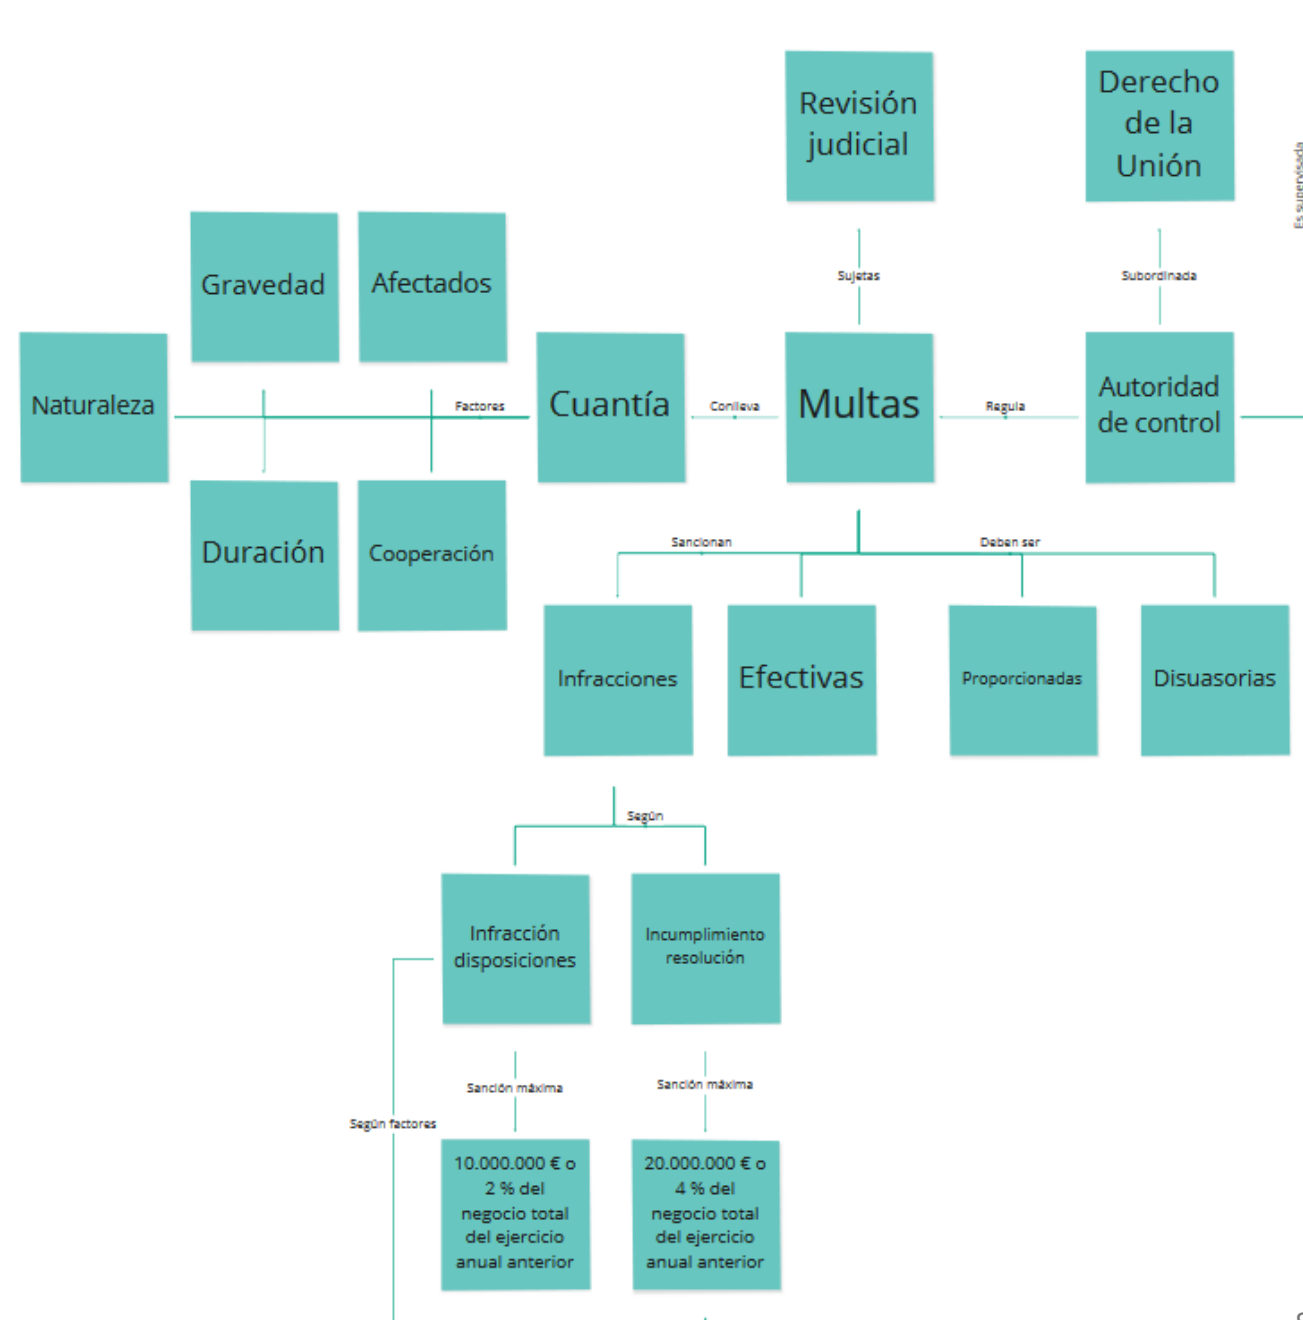 Revisión
judicial
Derecho
de la
Unión
Es supervisada
Sujetas
Subordinada
Gravedad
Afectados
Naturaleza
Factores
Cuantía
Conlleva
Multas
Regula
Autoridad
de control
Duración
Cooperación
Sancionan
Deben ser
Infracciones
Efectivas
Proporcionadas
Disuasorias
Según
Infracción
disposiciones
Incumplimiento
resolución
Sanción máxima
Sanción máxima
Según factores
10.000.000 € o
2 % del
negocio total
del ejercicio
anual anterior
20.000.000 € o
4 % del
negocio total
del ejercicio
anual anterior